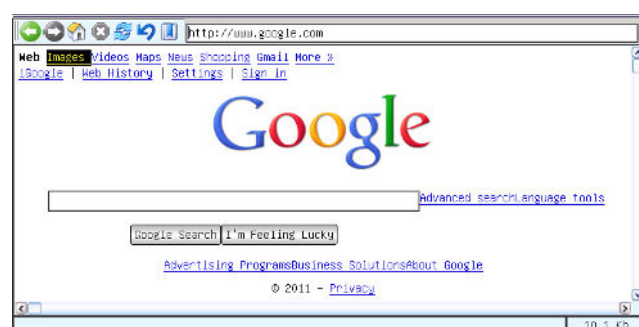 http://www.google.com
Web Images Videos Maps News Shopping Gmail More »
iGoogle | Web History | Settings | Sign in
Google
Advanced searchLanguage tools
Google Search I'm Feeling Lucky
Advertising ProgramsBusiness SolutionsAbout Google
© 2011 - Privacy